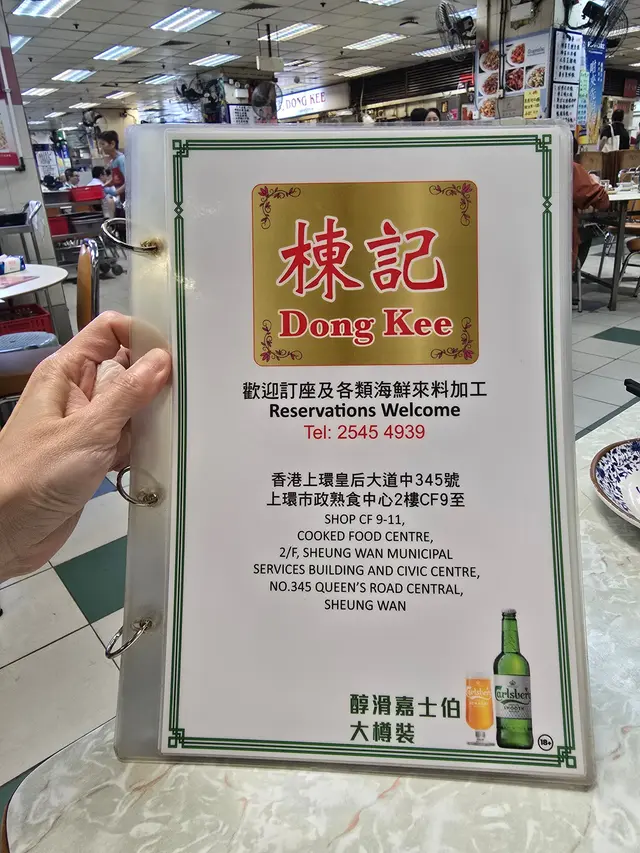 DONG KEE
棟記
Dong Kee
歡迎訂座及各類海鮮來料加工
Reservations Welcome
Tel: 2545 4939
香港上環皇后大道中345號
上環市政熟食中心2樓CF9至
SHOP CF 9-11,
COOKED FOOD CENTRE,
2/F, SHEUNG WAN MUNICIPAL
SERVICES BUILDING AND CIVIC CENTRE,
NO.345 QUEEN'S ROAD CENTRAL,
SHEUNG WAN
醇滑嘉士伯
大樽裝
Carlsberg
Carlsberg
SMOOTH
18+